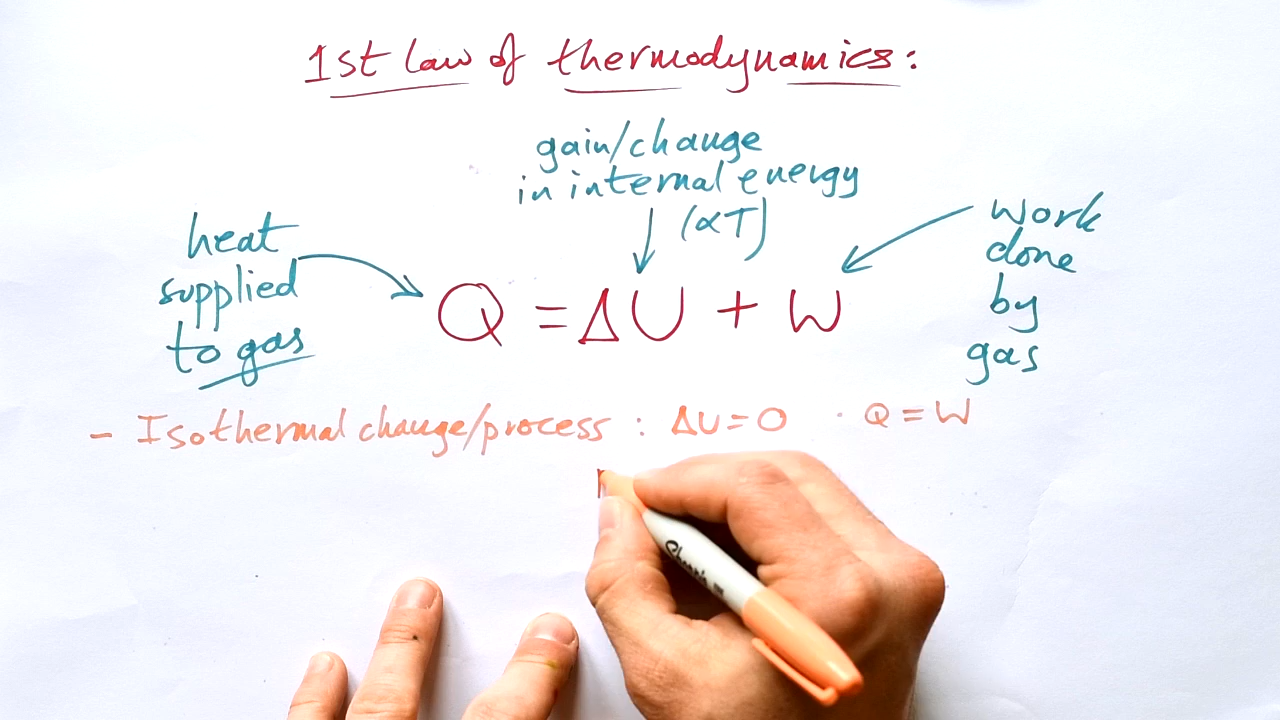 1st law of thermodynamics:
gain/change
in internal energy
(∝T)
heat
supplied
to gas
work
done
by
gas
Q = ΔU + W
- Isothermal change/process : ΔU = 0 · Q = W
Sharpie